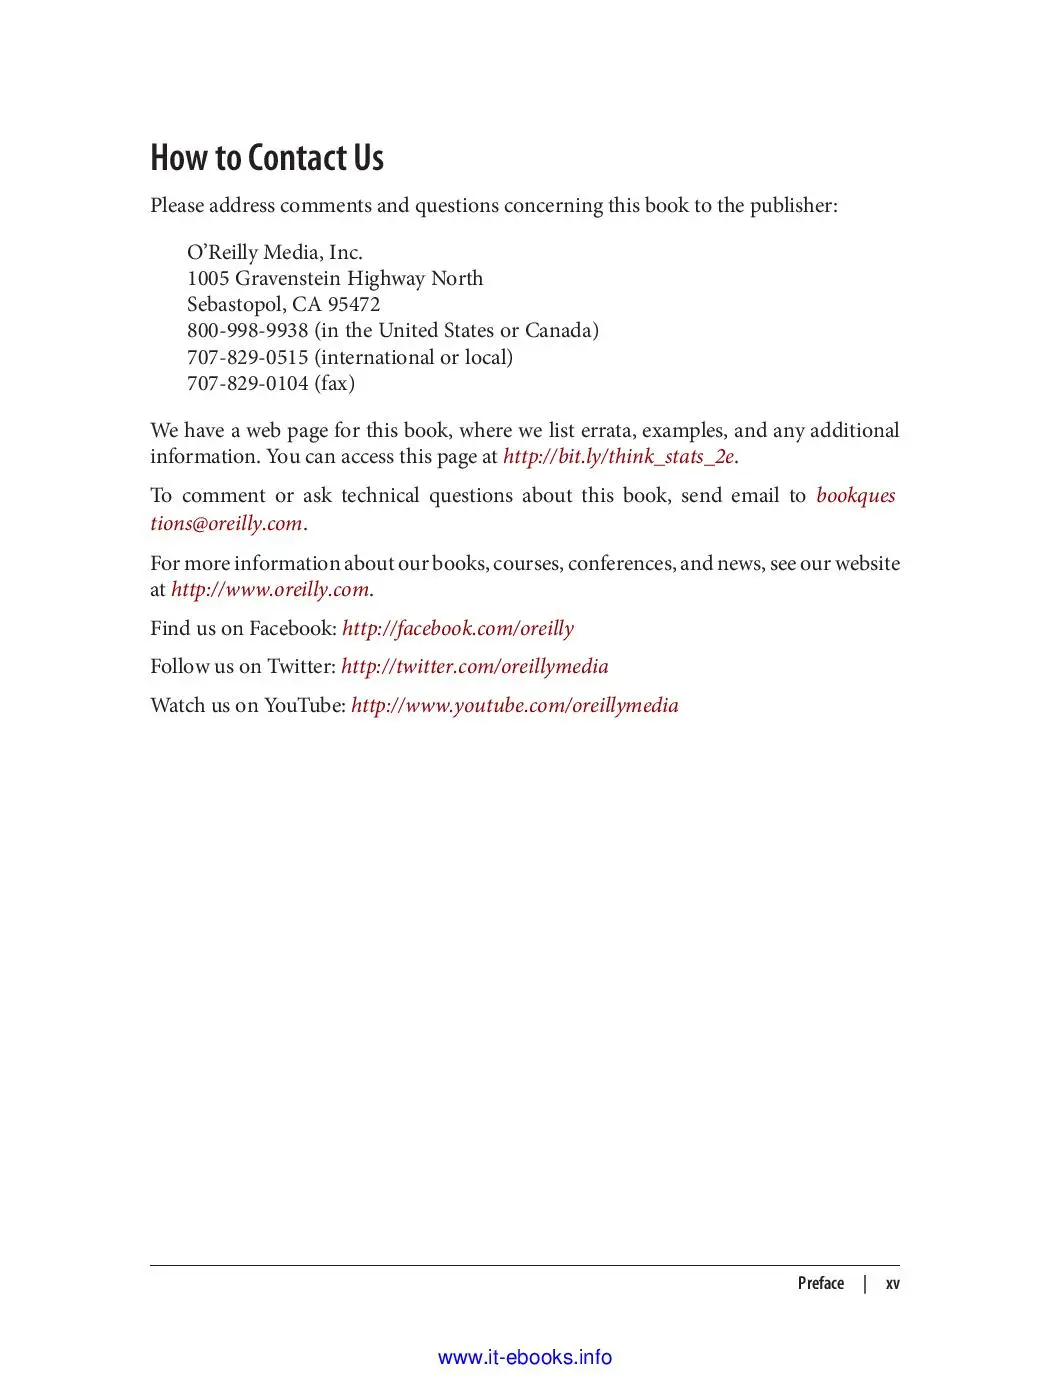 How to Contact Us
Please address comments and questions concerning this book to the publisher:
O’Reilly Media, Inc.
1005 Gravenstein Highway North
Sebastopol, CA 95472
800-998-9938 (in the United States or Canada)
707-829-0515 (international or local)
707-829-0104 (fax)
We have a web page for this book, where we list errata, examples, and any additional
information. You can access this page at http://bit.ly/think_stats_2e.
To comment or ask technical questions about this book, send email to bookques
tions@oreilly.com.
For more information about our books, courses, conferences, and news, see our website
at http://www.oreilly.com.
Find us on Facebook: http://facebook.com/oreilly
Follow us on Twitter: http://twitter.com/oreillymedia
Watch us on YouTube: http://www.youtube.com/oreillymedia
Preface | xv
www.it-ebooks.info